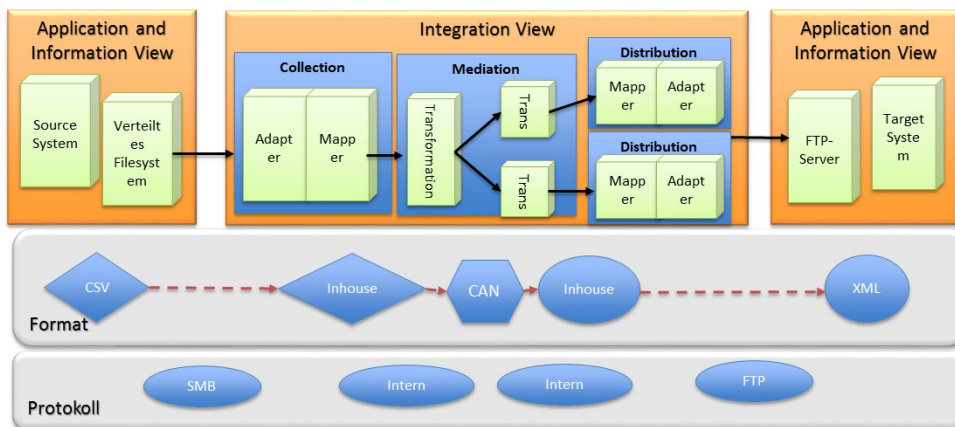 Application and
Information View
Source
System
Verteilt
es
Filesyst
em
Integration View
Collection
Adapt
er
Mapp
er
Mediation
Transformation
Trans
Trans
Distribution
Mapp
er
Adapt
er
Distribution
Mapp
er
Adapt
er
Application and
Information View
FTP-
Server
Target
Syste
m
CSV
Inhouse
CAN
Inhouse
XML
Format
SMB
Intern
Intern
FTP
Protokoll